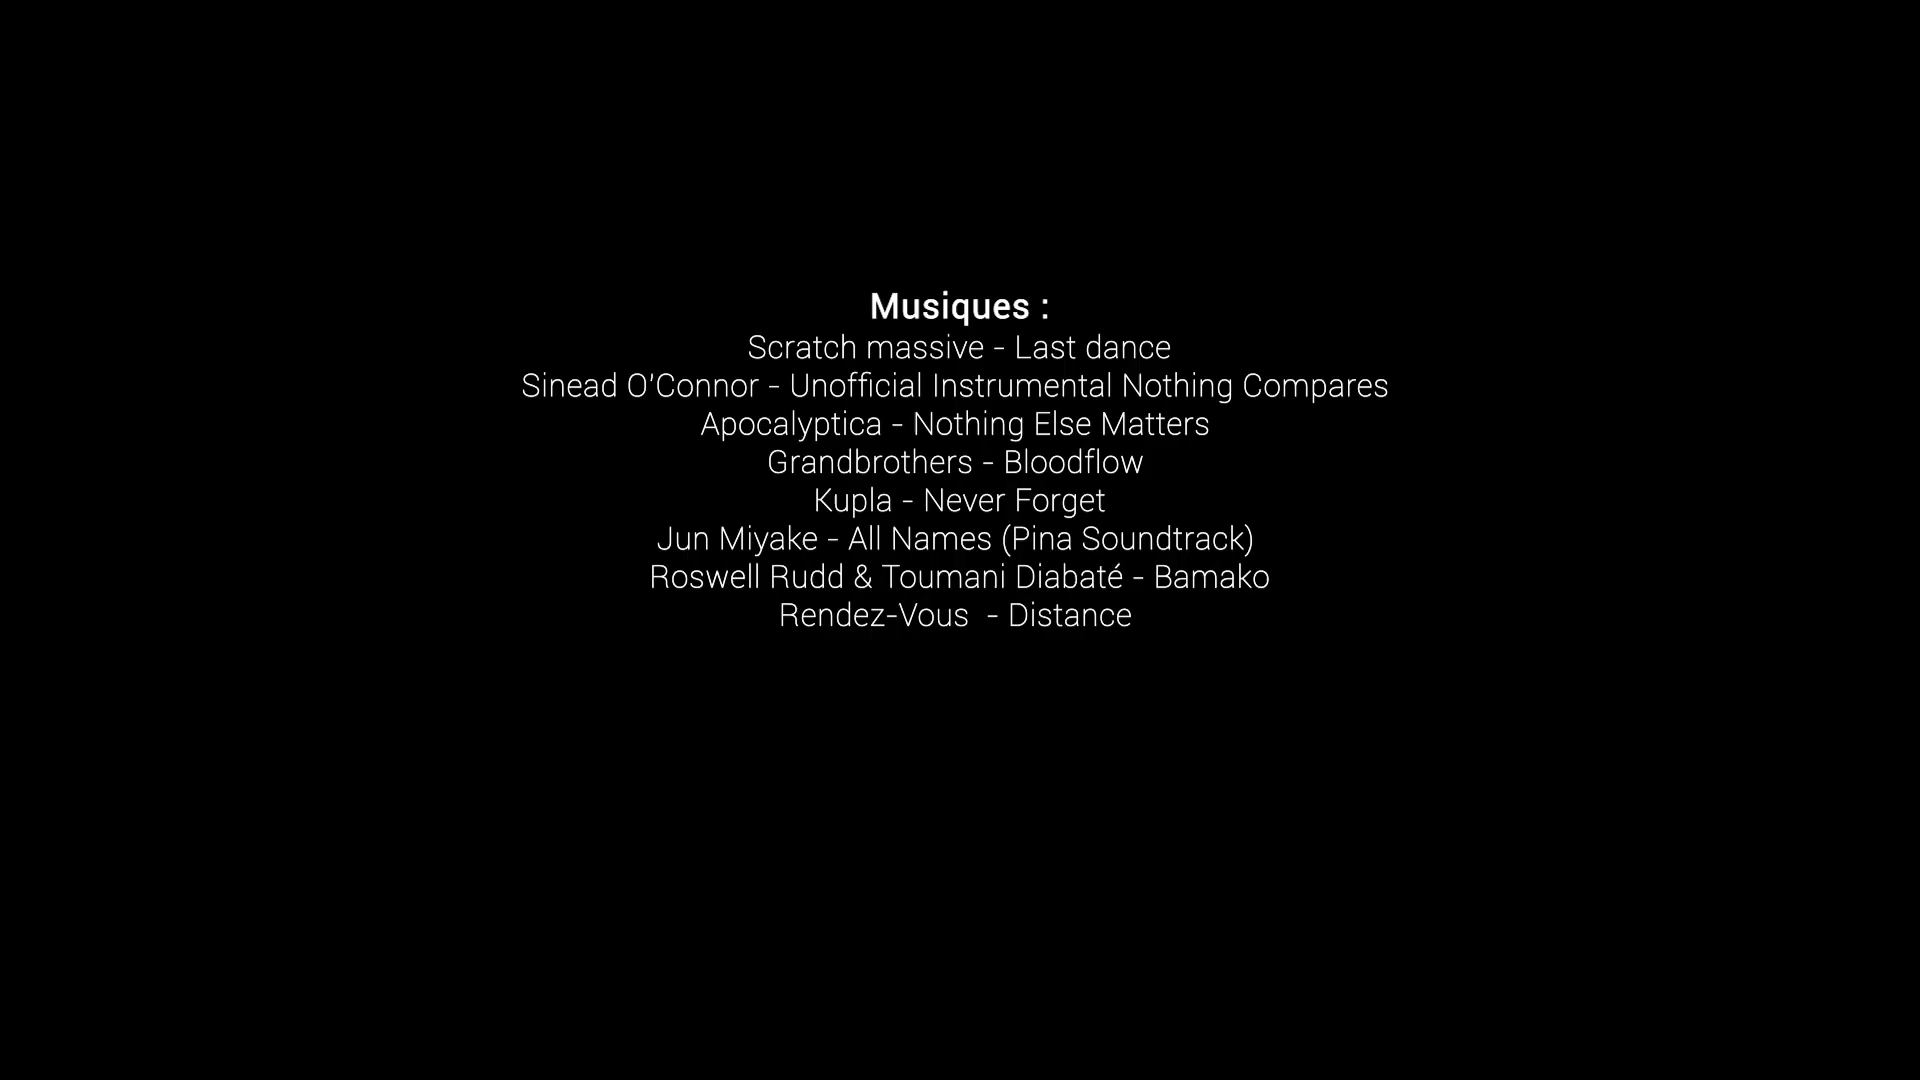 Musiques :
Scratch massive - Last dance
Sinead O'Connor - Unofficial Instrumental Nothing Compares
Apocalyptica - Nothing Else Matters
Grandbrothers - Bloodflow
Kupla - Never Forget
Jun Miyake - All Names (Pina Soundtrack)
Roswell Rudd & Toumani Diabaté - Bamako
Rendez-Vous  - Distance